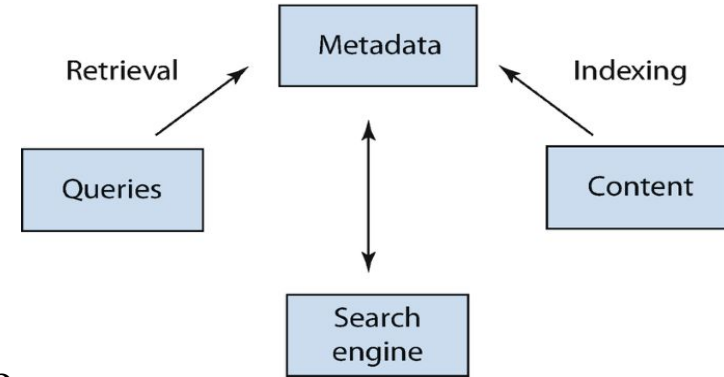 Metadata
Retrieval
Indexing
Queries
Content
Search
engine